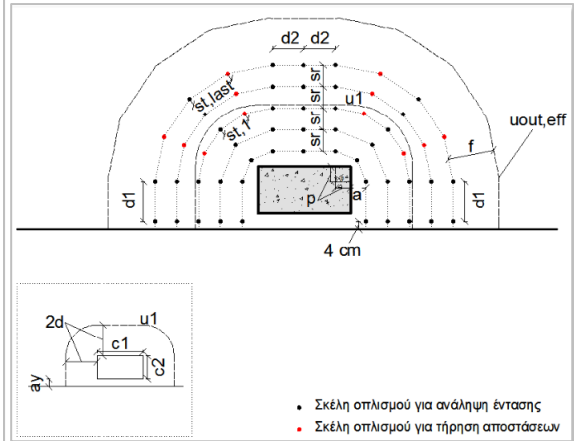 d2 d2
st,last
sr
sr
u1
st,1
sr
sr
uout,eff
f
d1
p
a
d1
4 cm
u1
2d
c1
c2
ay
Σκέλη οπλισμού για ανάληψη έντασης
Σκέλη οπλισμού για τήρηση αποστάσεων